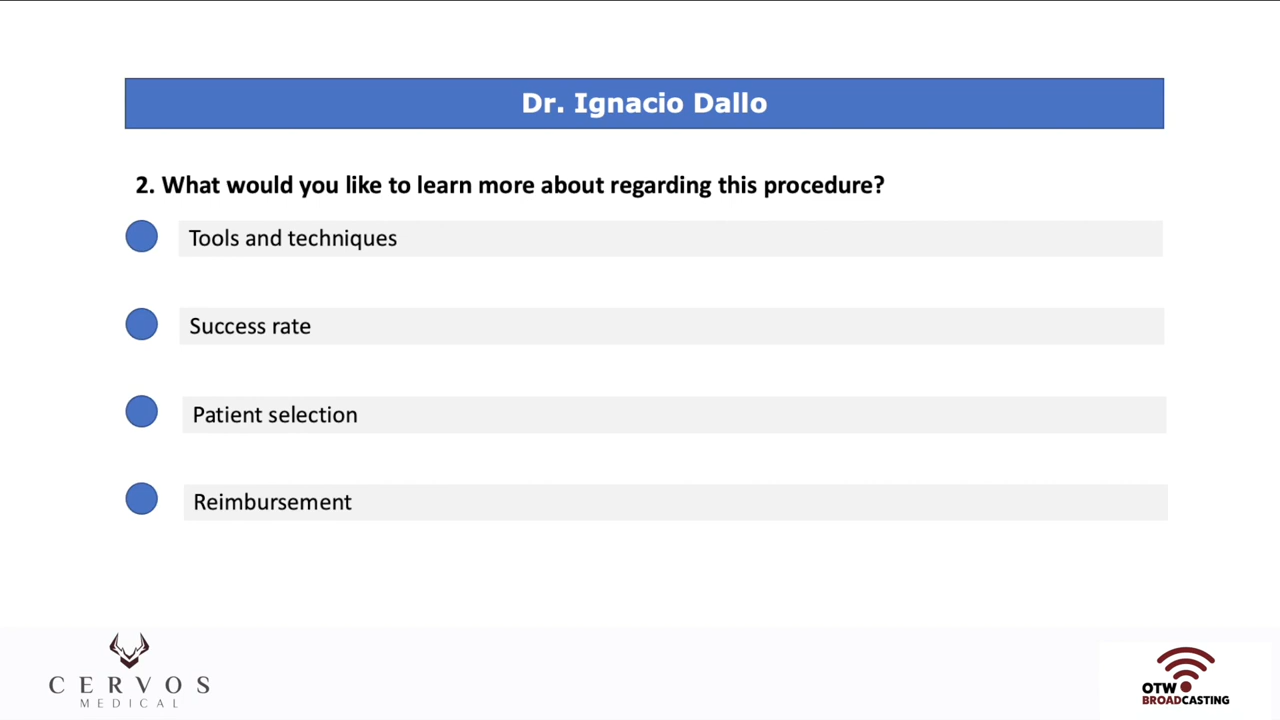 Dr. Ignacio Dallo
2. What would you like to learn more about regarding this procedure?
Tools and techniques
Success rate
Patient selection
Reimbursement
CERVOS
MEDICAL
OTW
BROADCASTING